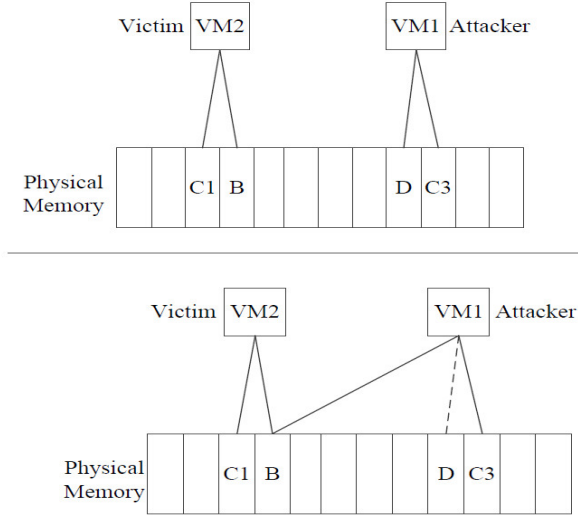 Victim VM2 VM1 Attacker
Physical
Memory
C1 B D C3
Victim VM2 VM1 Attacker
Physical
Memory
C1 B D C3